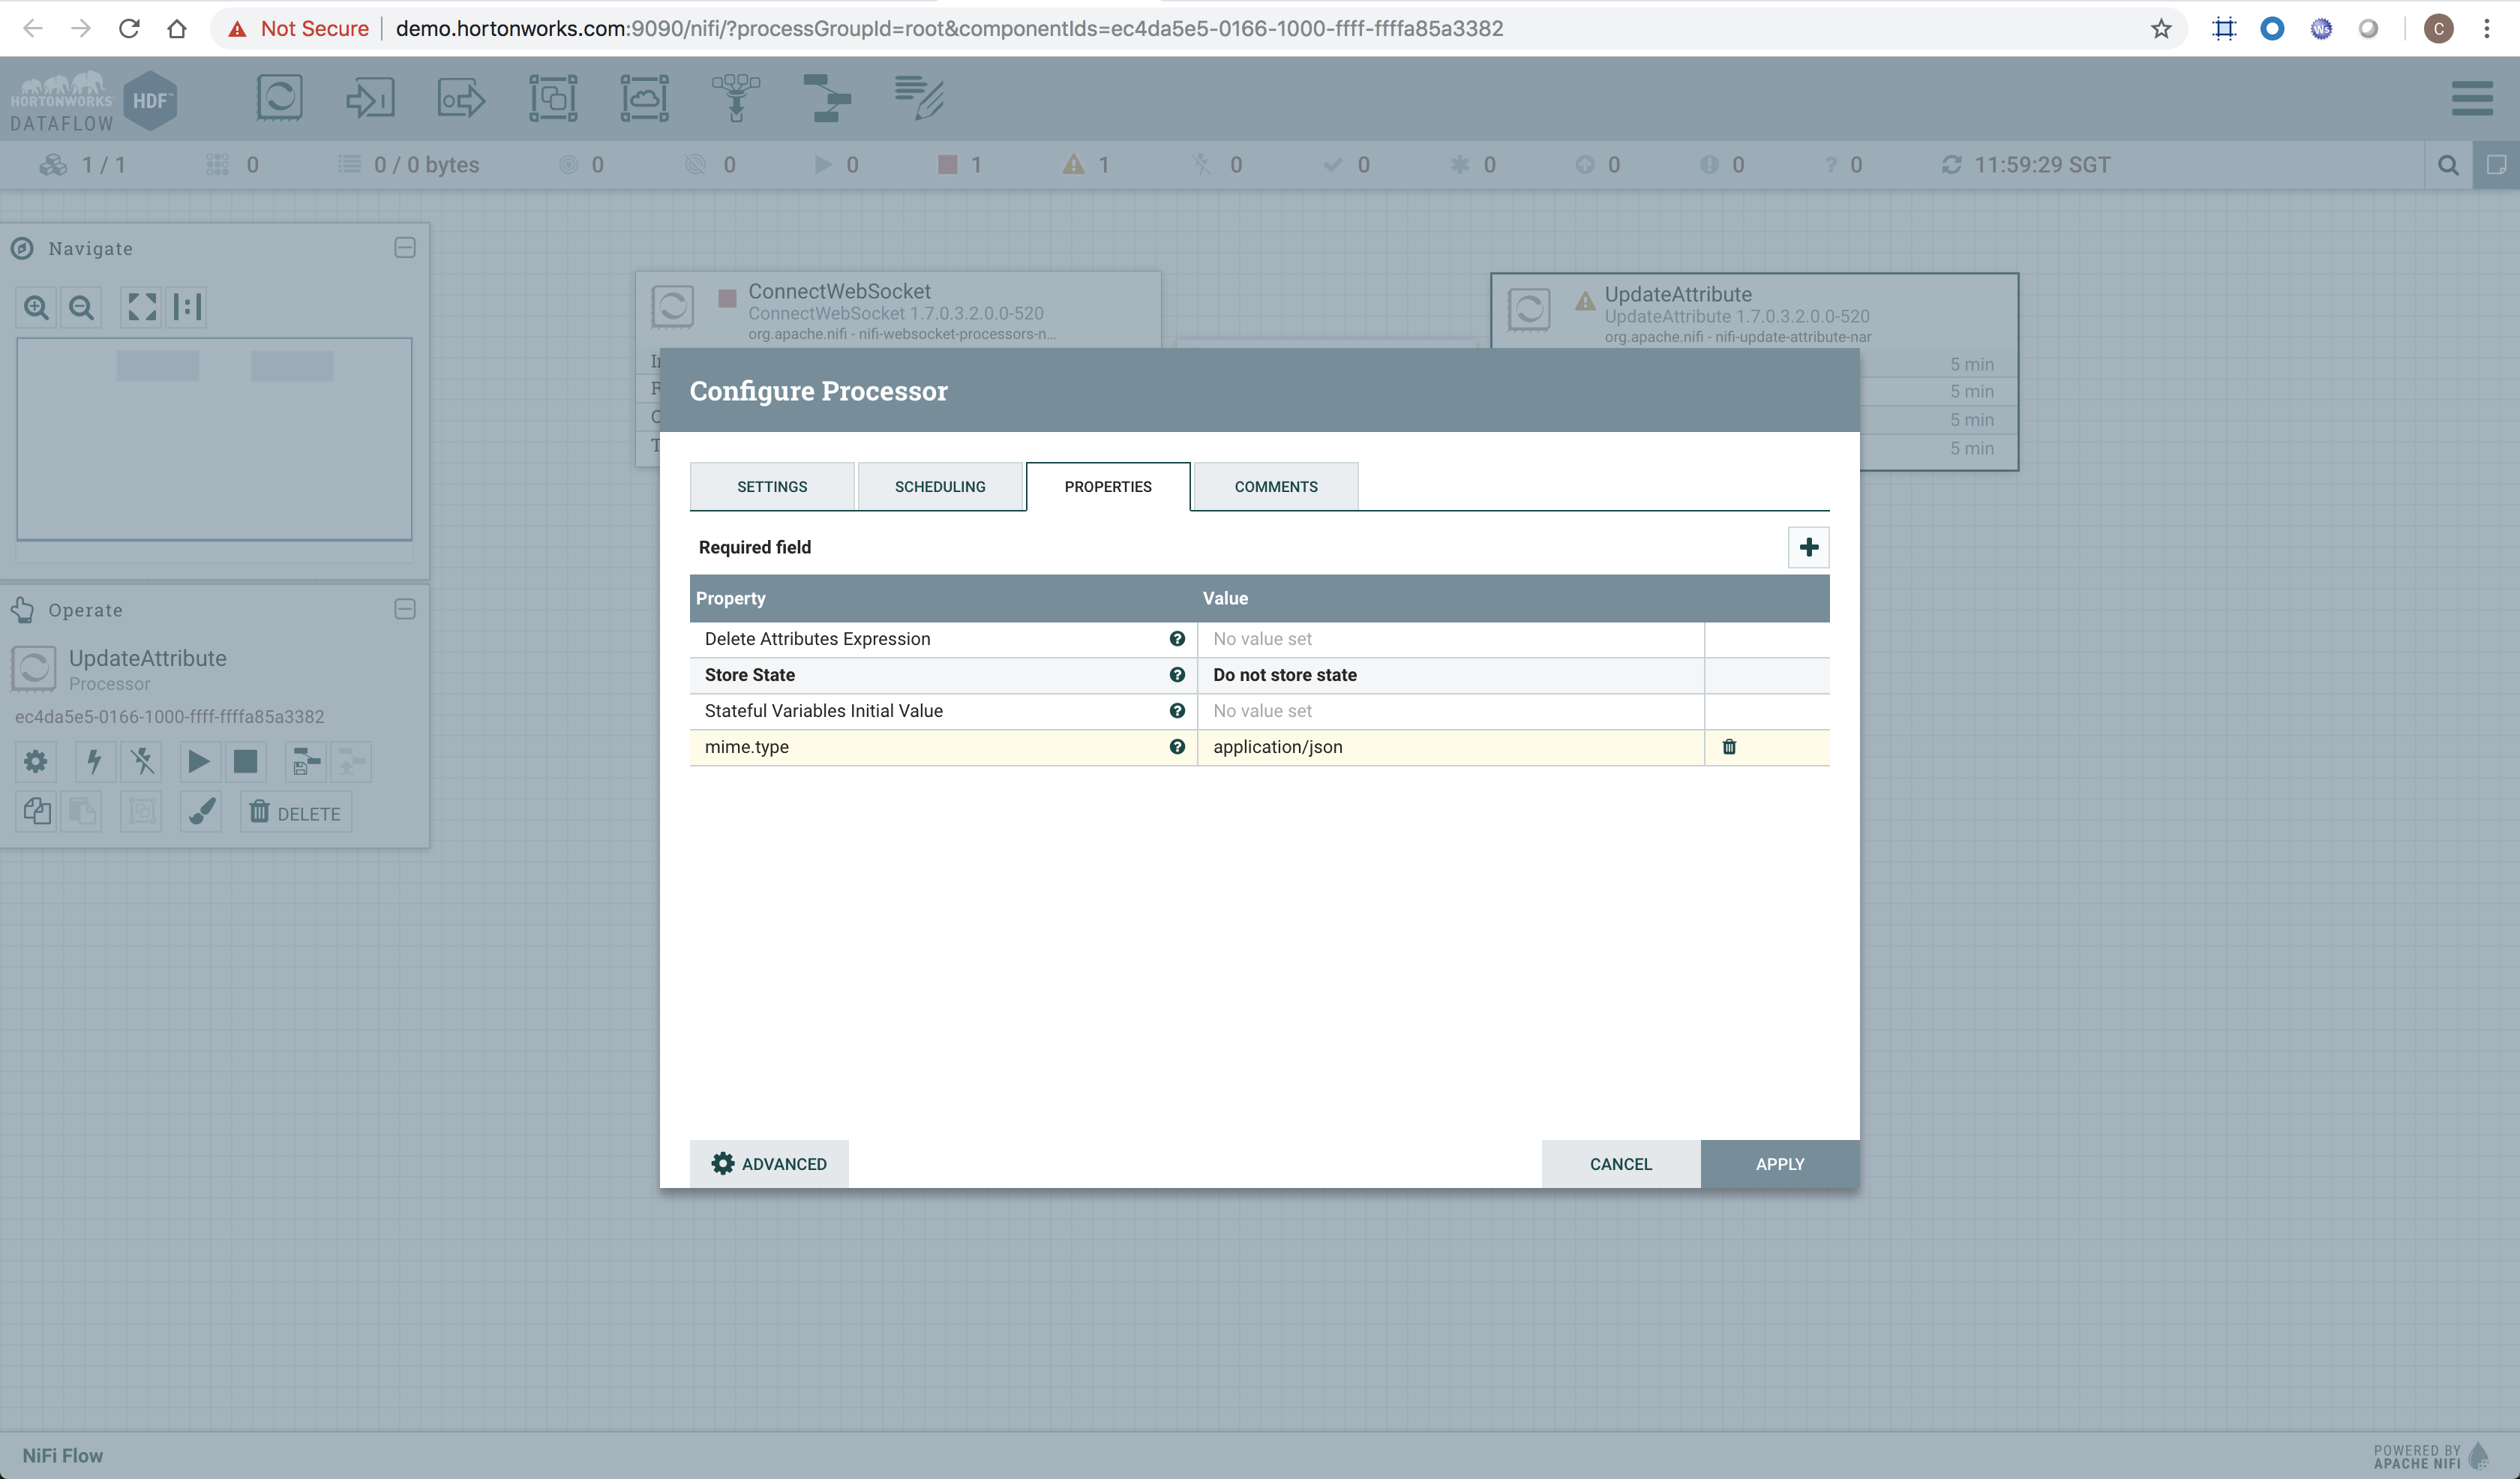 Not Secure demo.hortonworks.com:9090/nifi/?processGroupId=root&componentIds=ec4da5e5-0166-1000-ffff-ffffa85a3382
C
HORTONWORKS
DATAFLOW
HDF™
1 / 1 0 0 / 0 bytes 0 0 0 1 1 0 0 0 0 0 0 11:59:29 SGT
Navigate
Operate
UpdateAttribute
Processor
ec4da5e5-0166-1000-ffff-ffffa85a3382
DELETE
ConnectWebSocket
ConnectWebSocket 1.7.0.3.2.0.0-520
org.apache.nifi - nifi-websocket-processors-n...
UpdateAttribute
UpdateAttribute 1.7.0.3.2.0.0-520
org.apache.nifi - nifi-update-attribute-nar
5 min
5 min
5 min
5 min
Configure Processor
SETTINGS SCHEDULING PROPERTIES COMMENTS
Required field
Property Value
Delete Attributes Expression No value set
Store State Do not store state
Stateful Variables Initial Value No value set
mime.type application/json
ADVANCED CANCEL APPLY
NiFi Flow
POWERED BY
APACHE NIFI